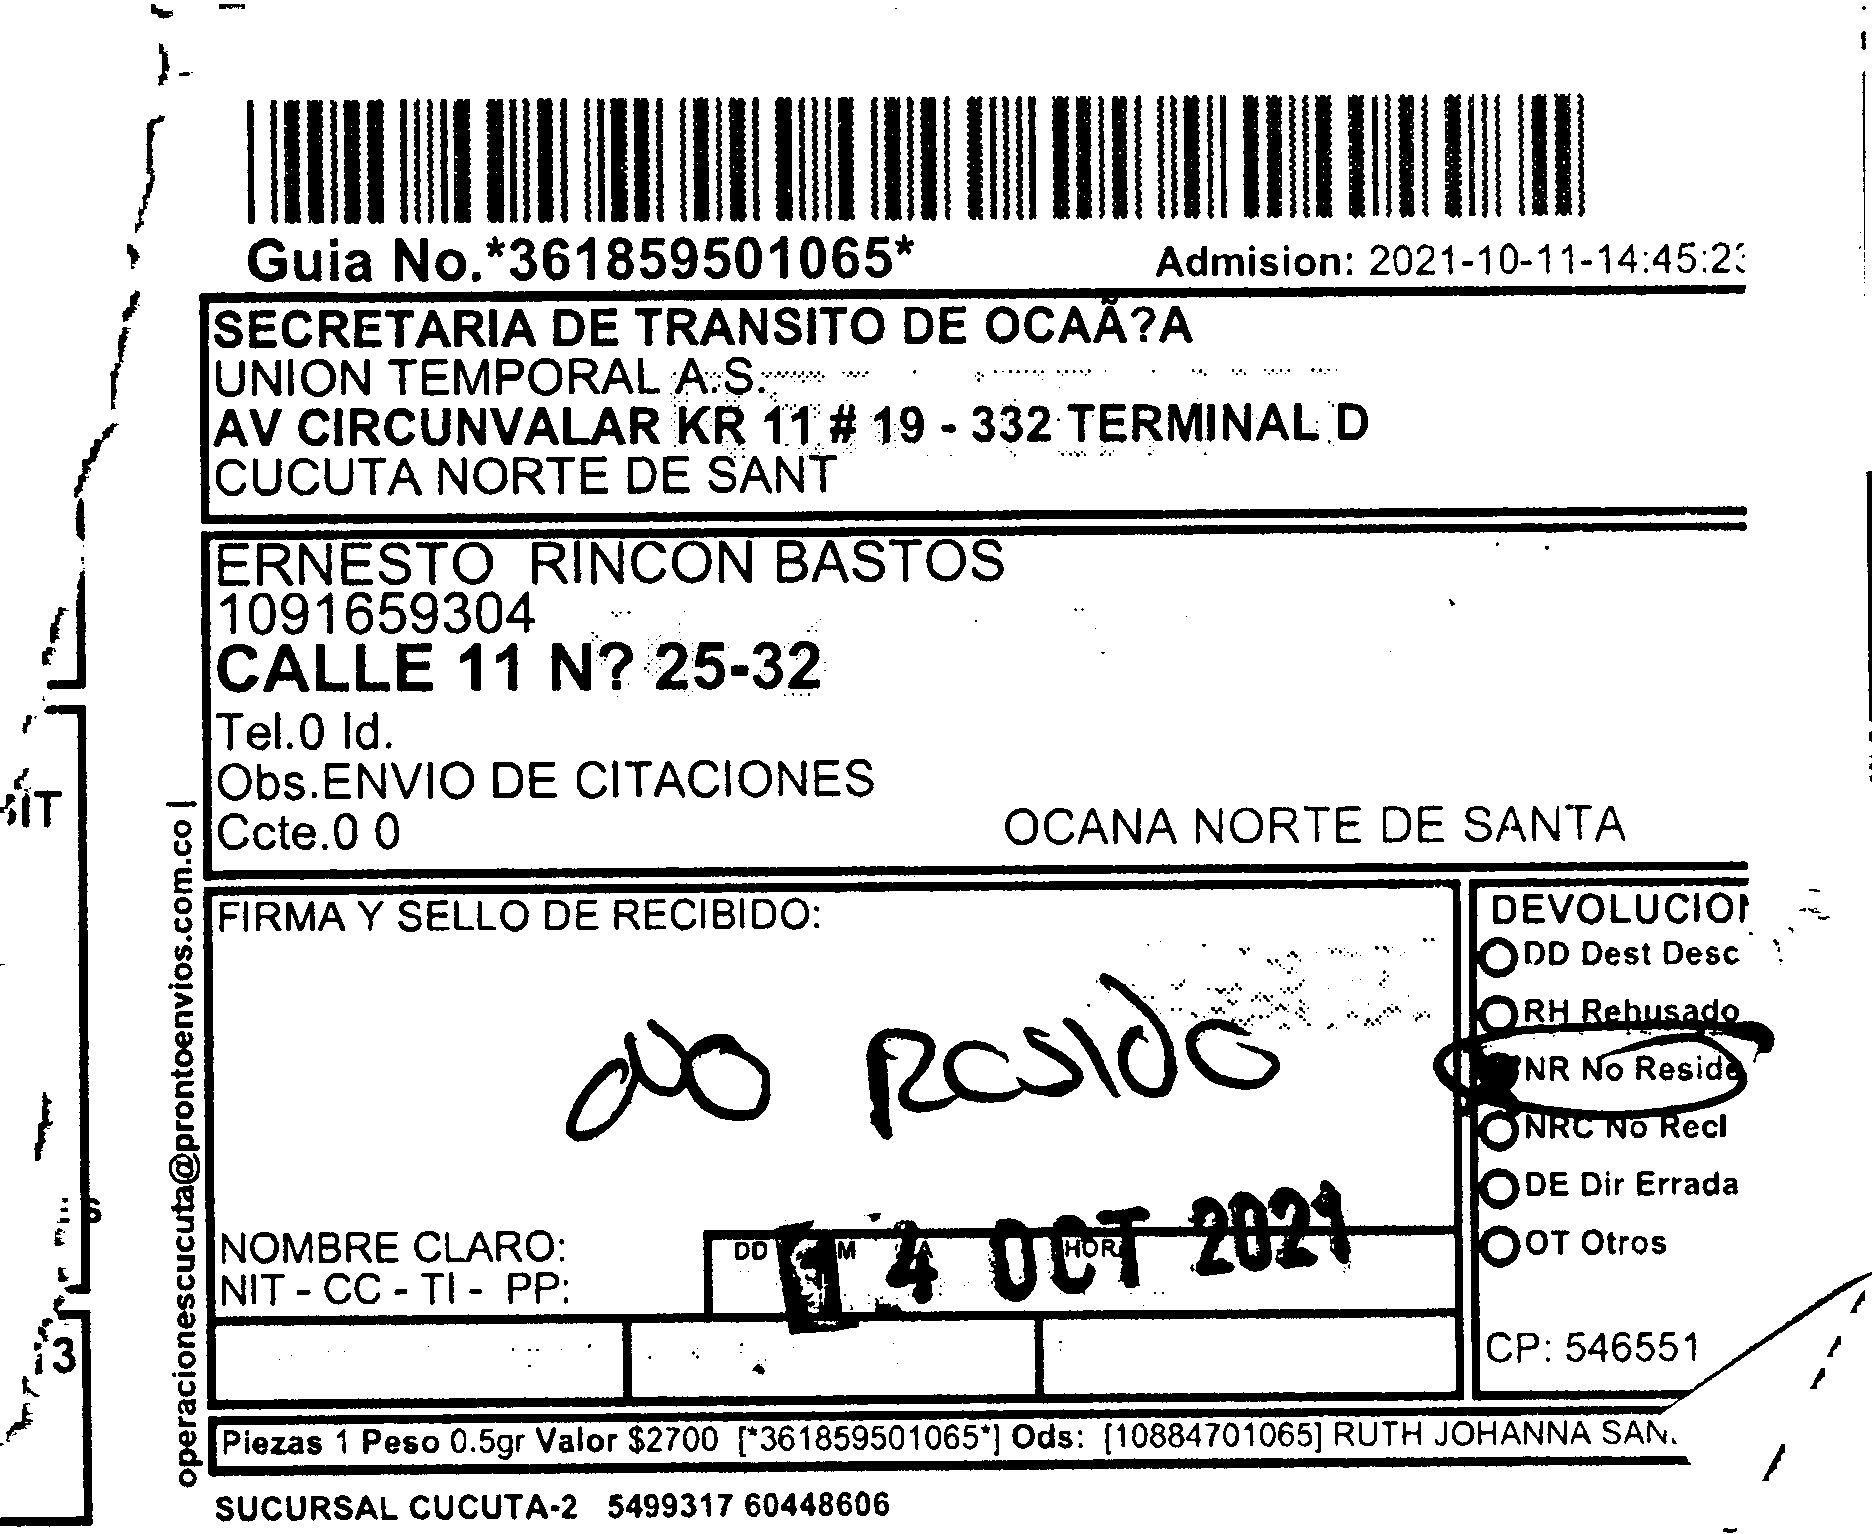 Guia No.*361859501065*
Admision: 2021-10-11-14:45:23
SECRETARIA DE TRANSITO DE OCAÃ?A
UNION TEMPORAL A.S.
AV CIRCUNVALAR KR 11 # 19 - 332 TERMINAL D
CUCUTA NORTE DE SANT
ERNESTO RINCON BASTOS
1091659304
CALLE 11 N? 25-32
Tel.0 Id.
Obs.ENVIO DE CITACIONES
Ccte.0 0
OCANA NORTE DE SANTA
operacionescucuta@prontoenvios.com.co |
FIRMA Y SELLO DE RECIBIDO:
No Reside
NOMBRE CLARO:
NIT - CC - TI - PP:
DD M A HORA
14 OCT 2021
DEVOLUCION
DD Dest Desc
RH Rehusado
NR No Reside
NRC No Recl
DE Dir Errada
OT Otros
CP: 546551
Piezas 1 Peso 0.5gr Valor $2700 [*361859501065*] Ods: [10884701065] RUTH JOHANNA SAN
SUCURSAL CUCUTA-2 5499317 60448606
IT
3